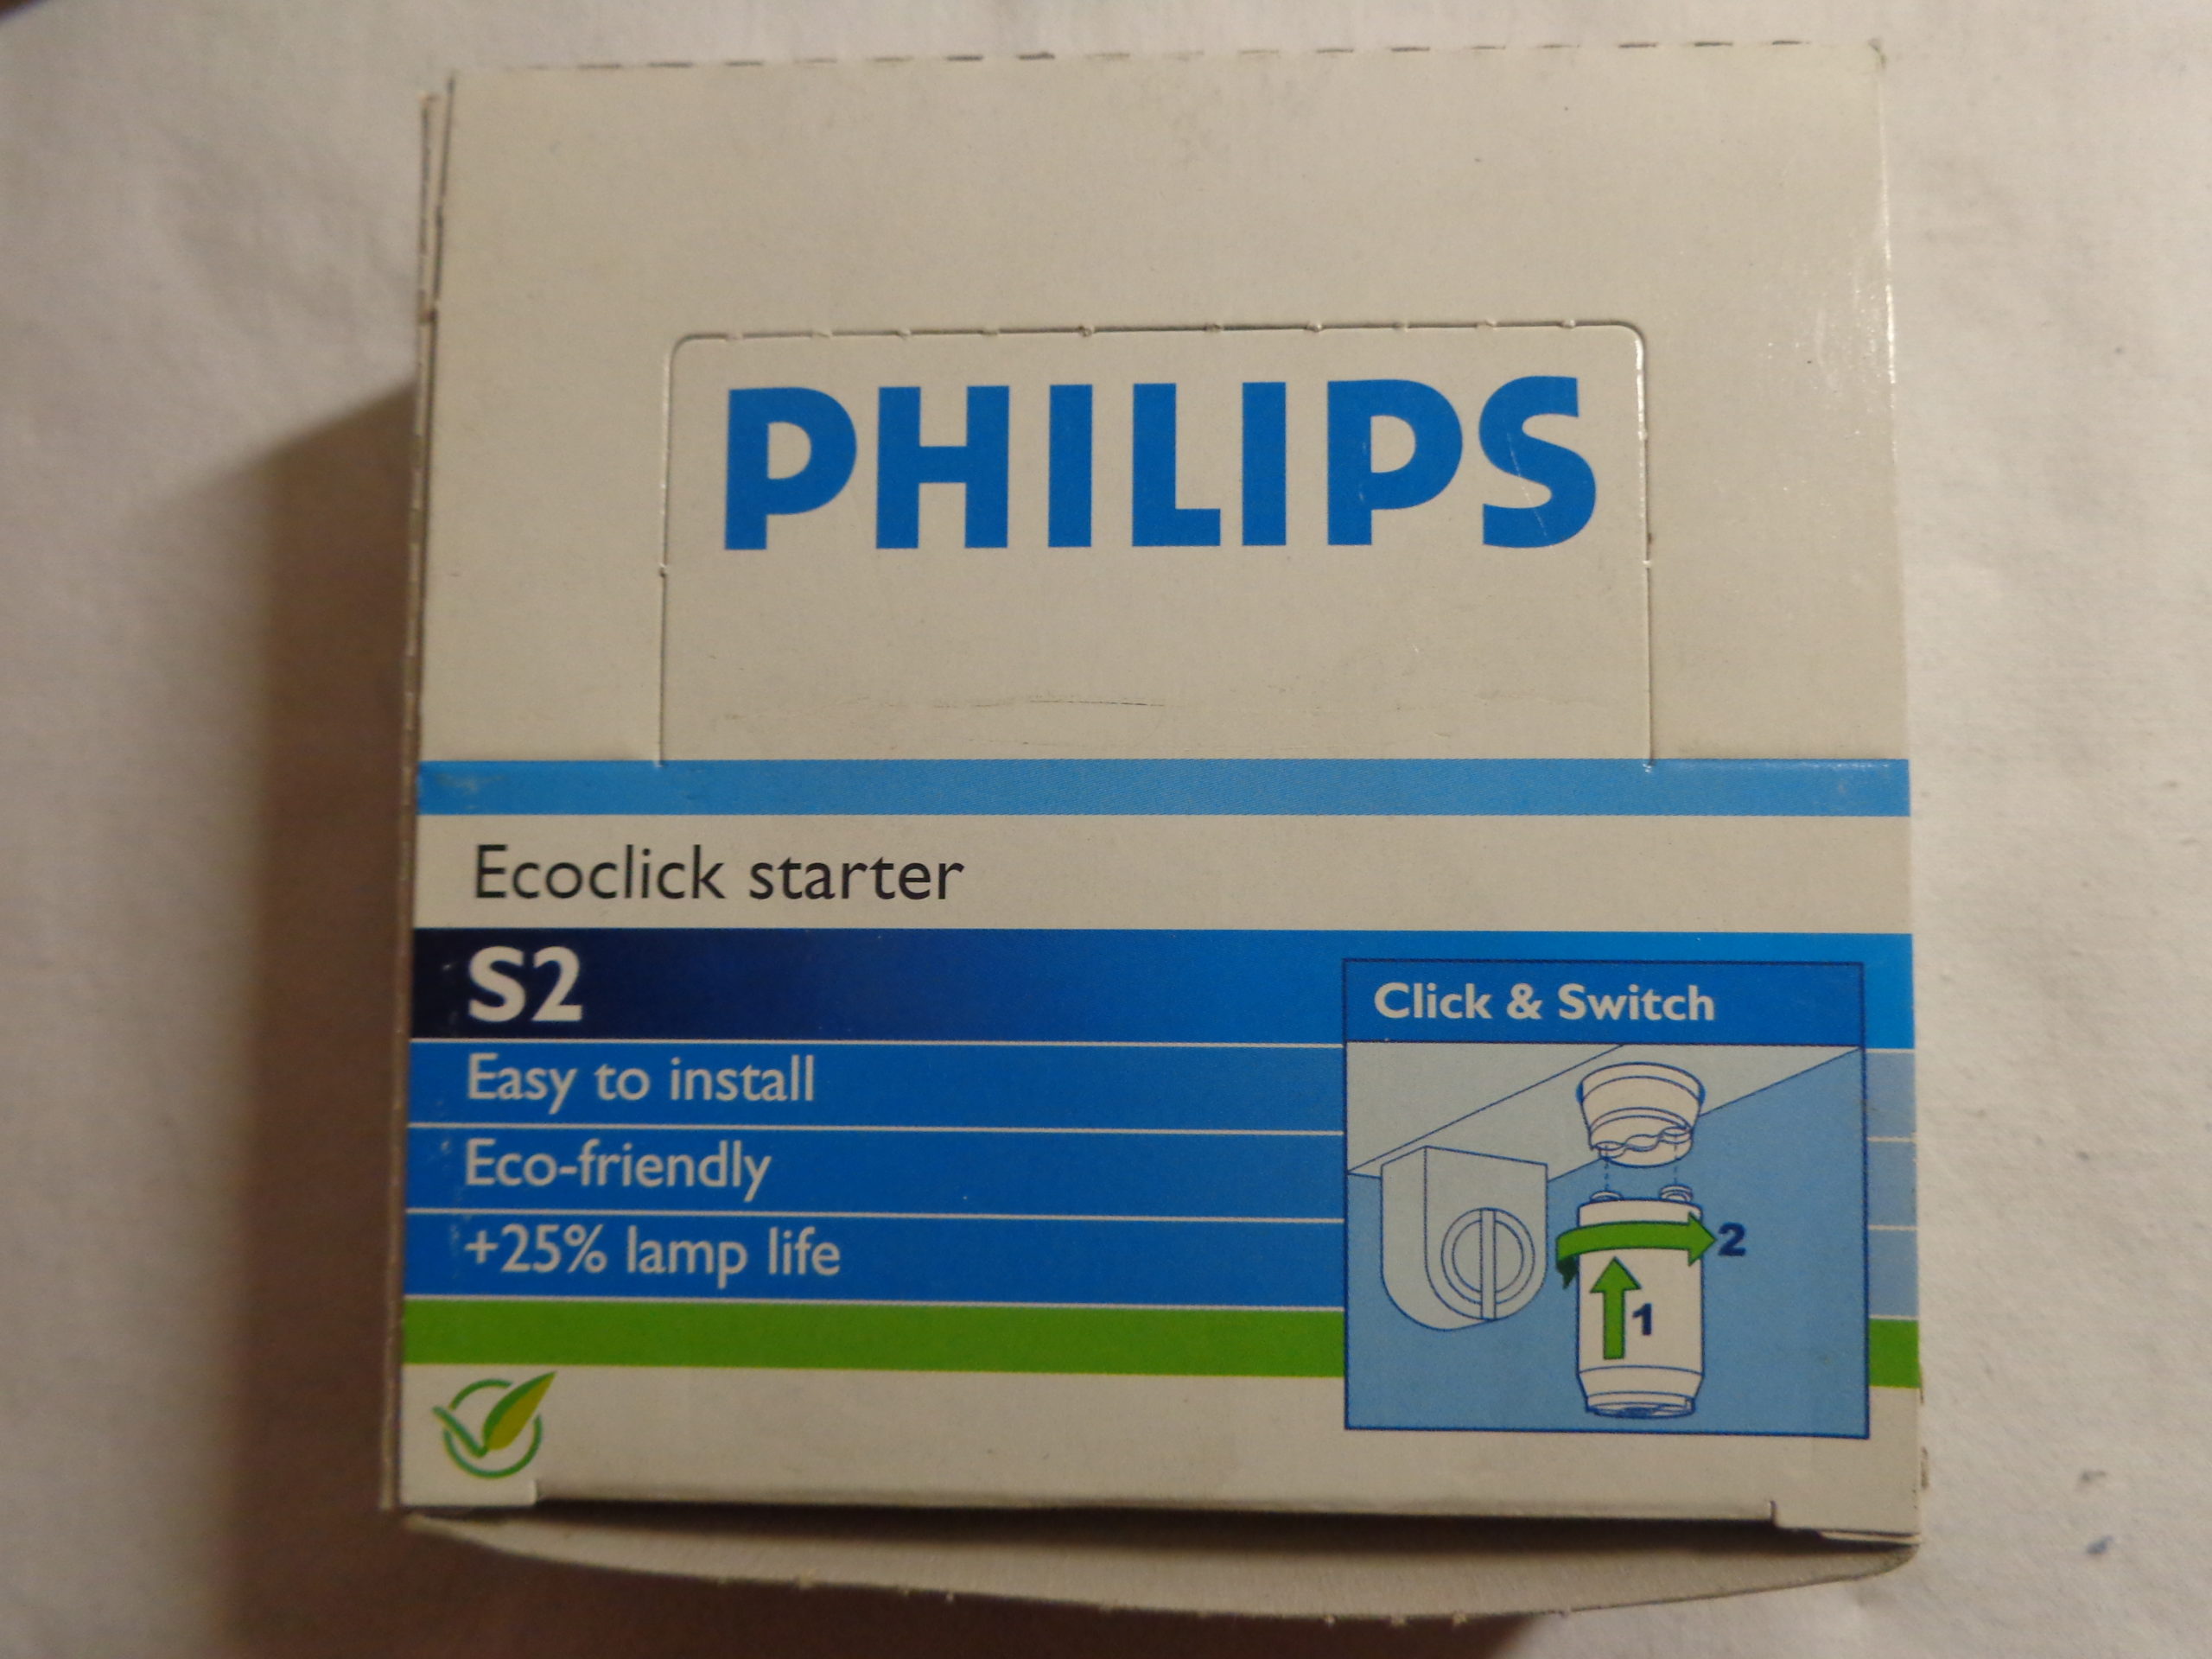 PHILIPS
Ecoclick starter
S2
Easy to install
Eco-friendly
+25% lamp life
Click & Switch
2
1